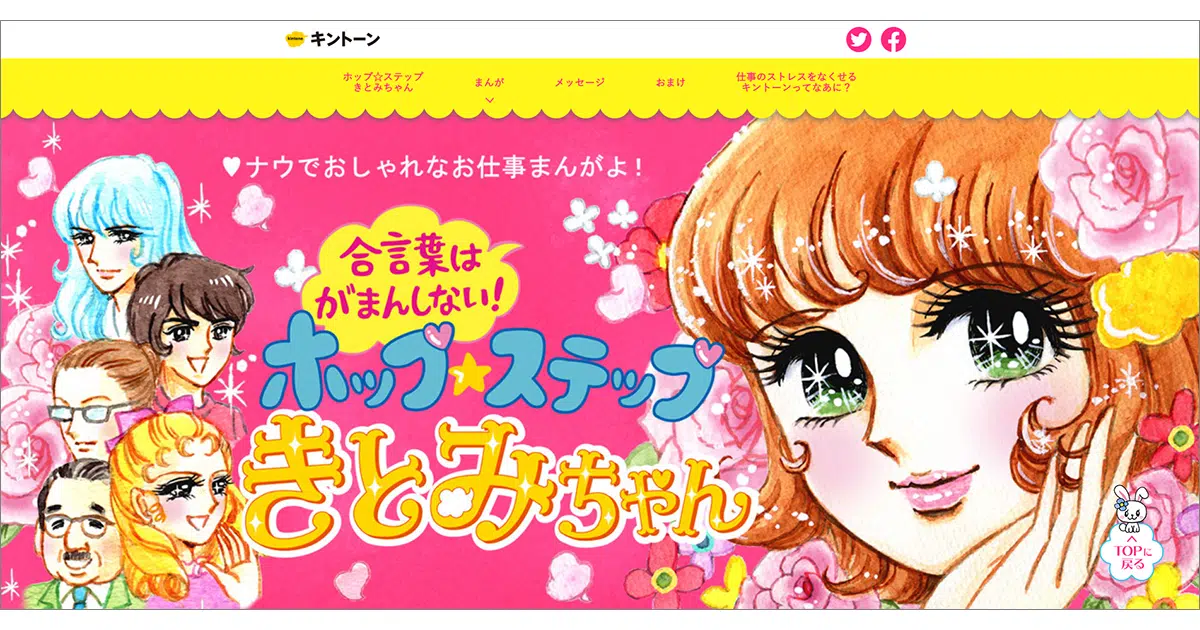 kintone
キントーン
ホップ☆ステップ
きとみちゃん
まんが
メッセージ
おまけ
仕事のストレスをなくせる
キントーンってなあに？
♥ナウでおしゃれなお仕事まんがよ！
合言葉は
がまんしない！
ホップ★ステップ
きとみちゃん
TOPに
戻る